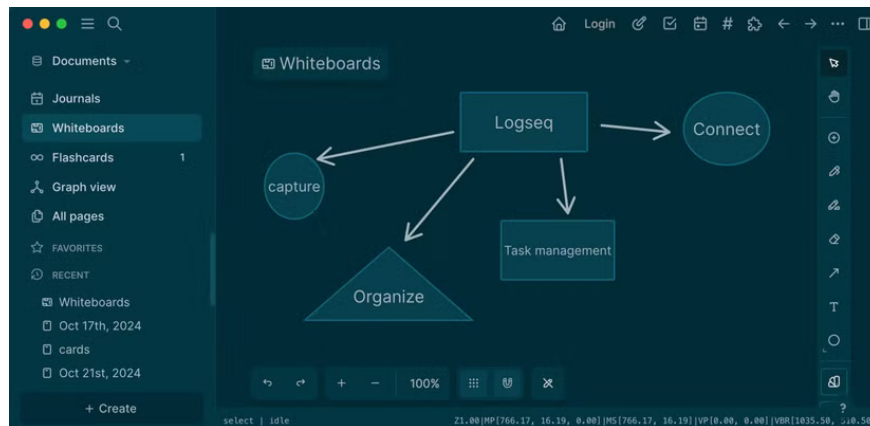 Login
#
Documents
Whiteboards
Journals
Whiteboards
Flashcards 1
Graph view
All pages
FAVORITES
RECENT
Whiteboards
Oct 17th, 2024
cards
Oct 21st, 2024
+ Create
Logseq
Connect
capture
Task management
Organize
T
100%
?
select | idle
Z1.00|MP[766.17, 16.19, 0.00]|MS[766.17, 16.19]|VP[0.00, 0.00]|VBR[1035.50,